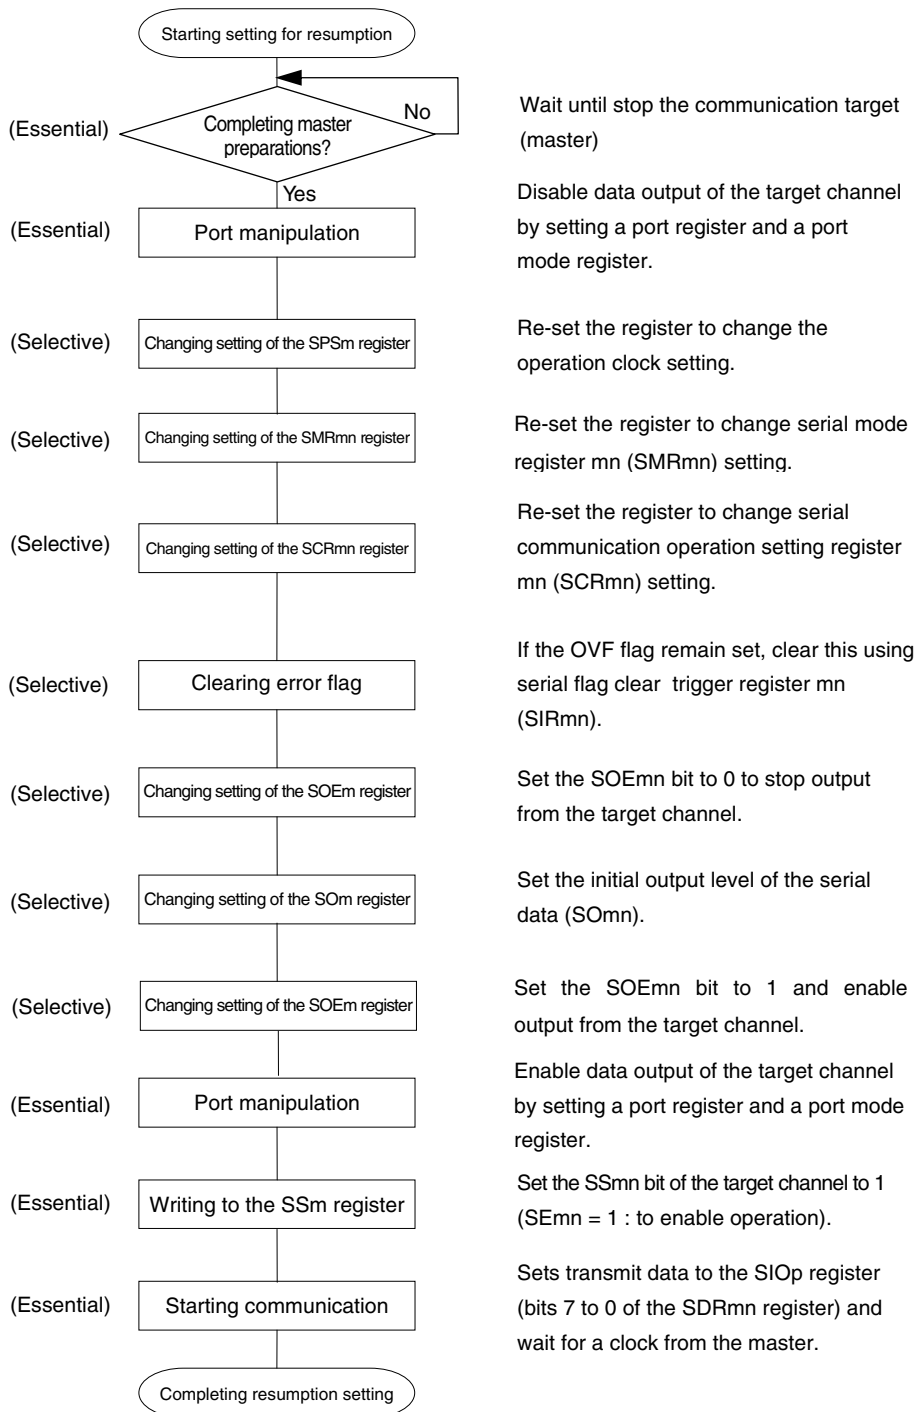 Starting setting for resumption
No
(Essential)
Completing master
preparations?
Wait until stop the communication target
(master)
Yes
(Essential)
Port manipulation
Disable data output of the target channel
by setting a port register and a port
mode register.
(Selective)
Changing setting of the SPSm register
Re-set the register to change the
operation clock setting.
(Selective)
Changing setting of the SMRmn register
Re-set the register to change serial mode
register mn (SMRmn) setting.
(Selective)
Changing setting of the SCRmn register
Re-set the register to change serial
communication operation setting register
mn (SCRmn) setting.
(Selective)
Clearing error flag
If the OVF flag remain set, clear this using
serial flag clear trigger register mn
(SIRmn).
(Selective)
Changing setting of the SOEm register
Set the SOEmn bit to 0 to stop output
from the target channel.
(Selective)
Changing setting of the SOm register
Set the initial output level of the serial
data (SOmn).
(Selective)
Changing setting of the SOEm register
Set the SOEmn bit to 1 and enable
output from the target channel.
(Essential)
Port manipulation
Enable data output of the target channel
by setting a port register and a port mode
register.
(Essential)
Writing to the SSm register
Set the SSmn bit of the target channel to 1
(SEmn = 1 : to enable operation).
(Essential)
Starting communication
Sets transmit data to the SIOp register
(bits 7 to 0 of the SDRmn register) and
wait for a clock from the master.
Completing resumption setting